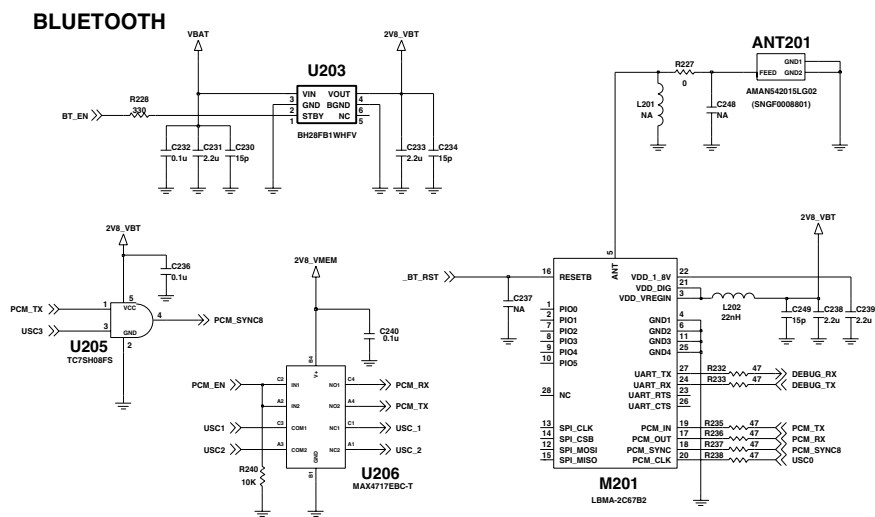 BLUETOOTH
VBAT
2V8_VBT
U203
VIN VOUT
3 4
GND BGND
2 6
STBY NC
1 5
BH28FB1WHFV
R228
330
BT_EN
C232
0.1u
C231
2.2u
C230
15p
C233
2.2u
C234
15p
ANT201
R227
0
FEED
GND1
GND2
AMAN542015LG02
(SNGF0008801)
L201
NA
C248
NA
2V8_VBT
C236
0.1u
5
VCC
PCM_TX
1
USC3
3
4
PCM_SYNC8
GND
2
U205
TC7SH08FS
2V8_VMEM
C240
0.1u
B4
V+
PCM_EN
C2 IN1 NO1 C4
PCM_RX
A2 IN2 NO2 A4
PCM_TX
USC1
C3 COM1 NC1 C1
USC_1
USC2
A3 COM2 NC2 A1
USC_2
GND
B1
R240
10K
U206
MAX4717EBC-T
_BT_RST
C237
NA
5
ANT
16 RESETB
1 PIO0
2 PIO1
7 PIO2
8 PIO3
9 PIO4
10 PIO5
28 NC
13 SPI_CLK
14 SPI_CSB
12 SPI_MOSI
15 SPI_MISO
VDD_1_8V 22
VDD_DIG 21
VDD_VREGIN 3
GND1 4
GND2 6
GND3 11
GND4 25
UART_TX 27 R232 47 DEBUG_RX
UART_RX 24 R233 47 DEBUG_TX
UART_RTS 23
UART_CTS 26
PCM_IN 19 R235 47 PCM_TX
PCM_OUT 17 R236 47 PCM_RX
PCM_SYNC 18 R237 47 PCM_SYNC8
PCM_CLK 20 R238 47 USC0
2V8_VBT
L202
22nH
C249
15p
C238
2.2u
C239
2.2u
M201
LBMA-2C67B2